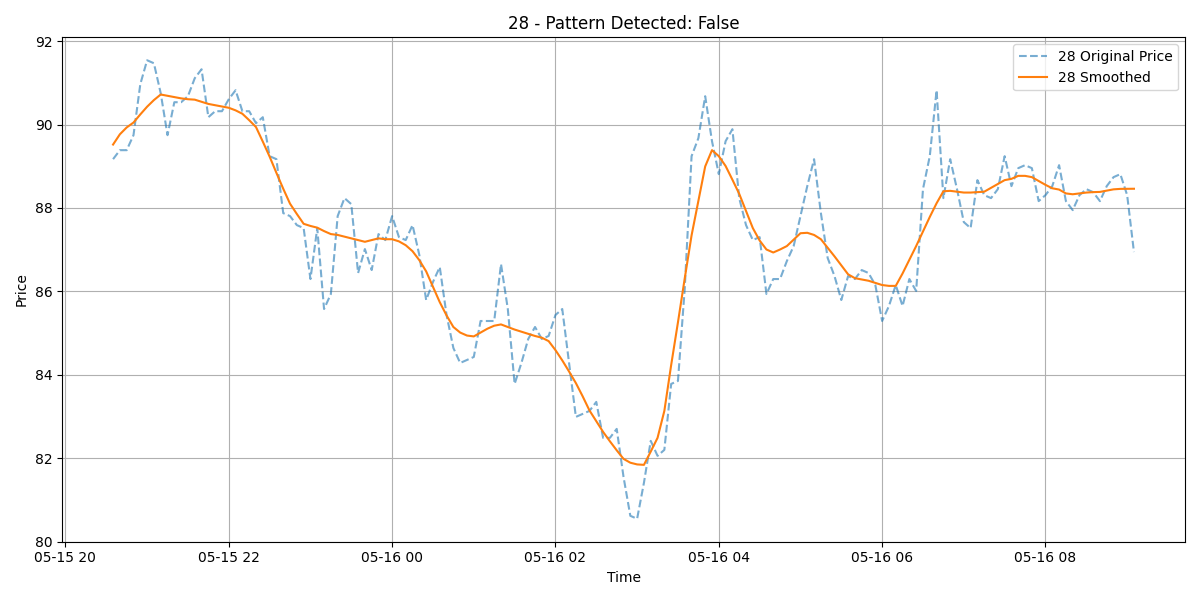 28 - Pattern Detected: False
92
90
88
86
84
82
80
Price
28 Original Price
28 Smoothed
05-15 20
05-15 22
05-16 00
05-16 02
05-16 04
05-16 06
05-16 08
Time